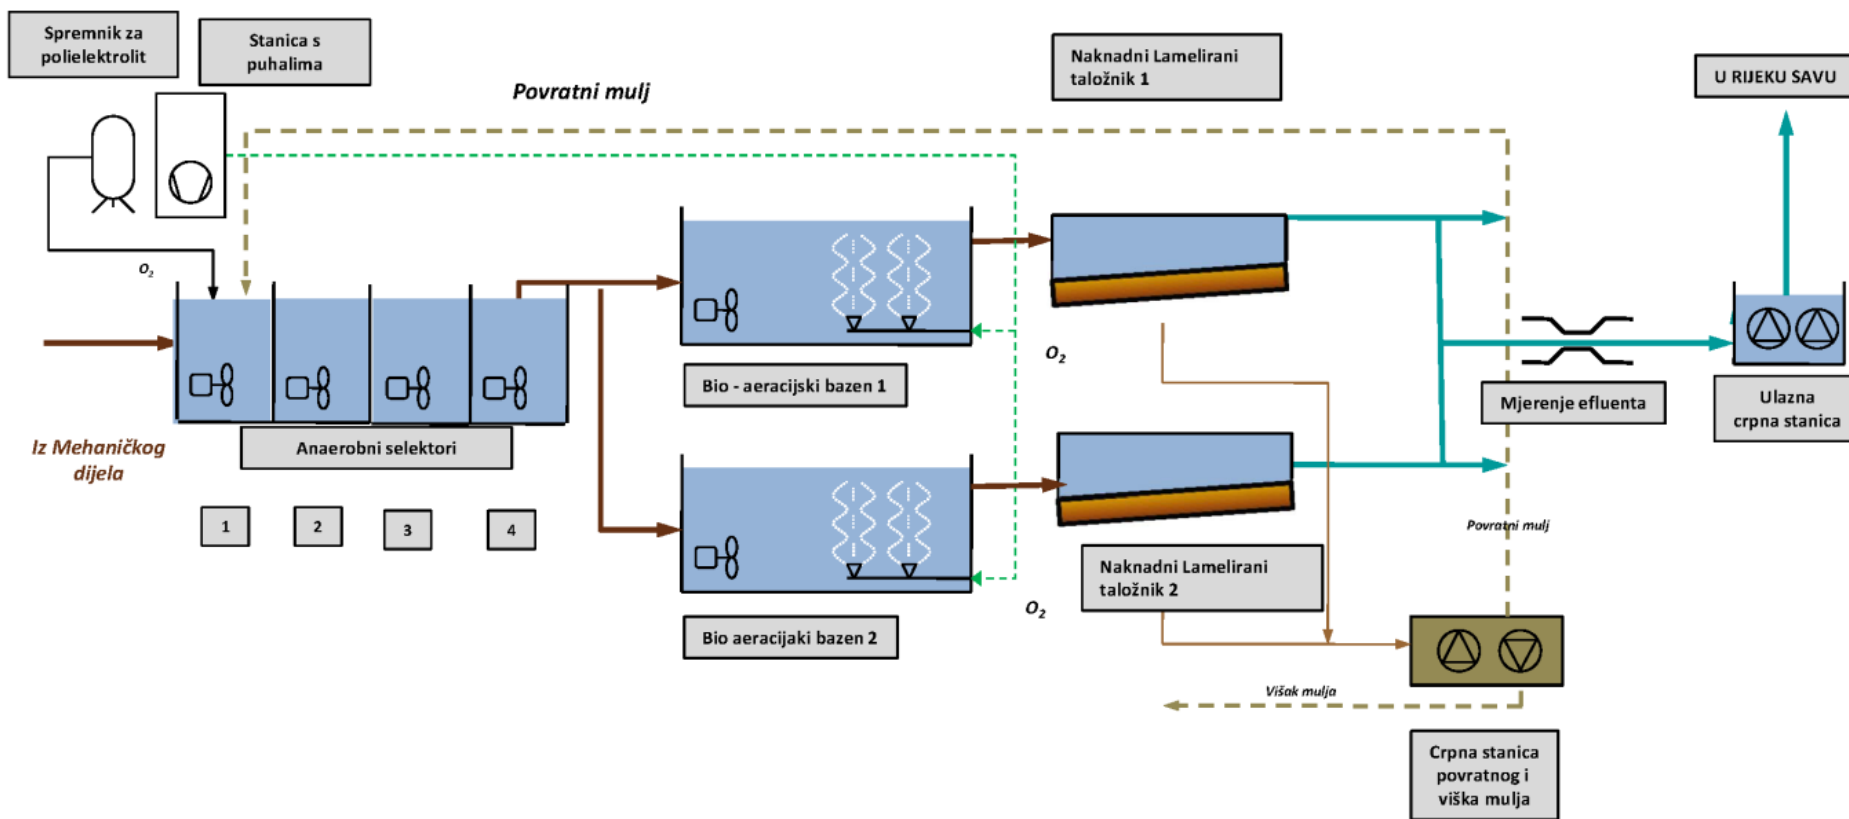 Spremnik za
polielektrolit
Stanica s
puhalima
Povratni mulj
Naknadni Lamelirani
taložnik 1
U RIJEKU SAVU
O2
Iz Mehaničkog
dijela
Anaerobni selektori
1
2
3
4
Bio - aeracijski bazen 1
O2
Mjerenje efluenta
Ulazna
crpna stanica
Povratni mulj
Naknadni Lamelirani
taložnik 2
O2
Bio aeracijaki bazen 2
Višak mulja
Crpna stanica
povratnog i
viška mulja